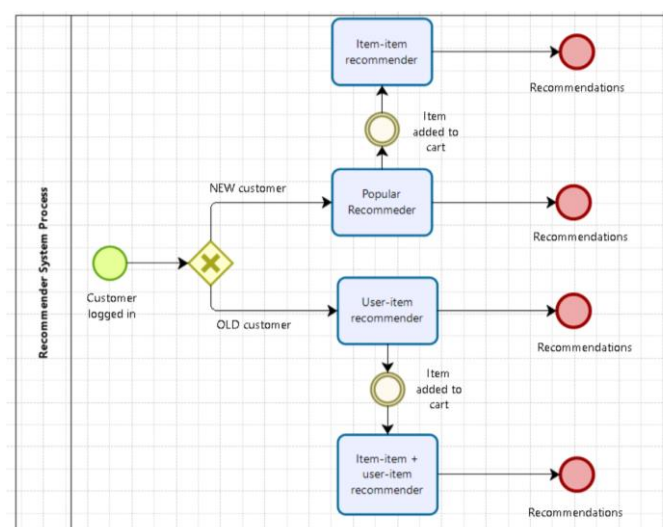 Recommender System Process
Item-item
recommender
Recommendations
Item
added to
cart
NEW customer
Popular
Recommeder
Recommendations
Customer
logged in
OLD customer
User-item
recommender
Recommendations
Item
added to
cart
Item-item +
user-item
recommender
Recommendations